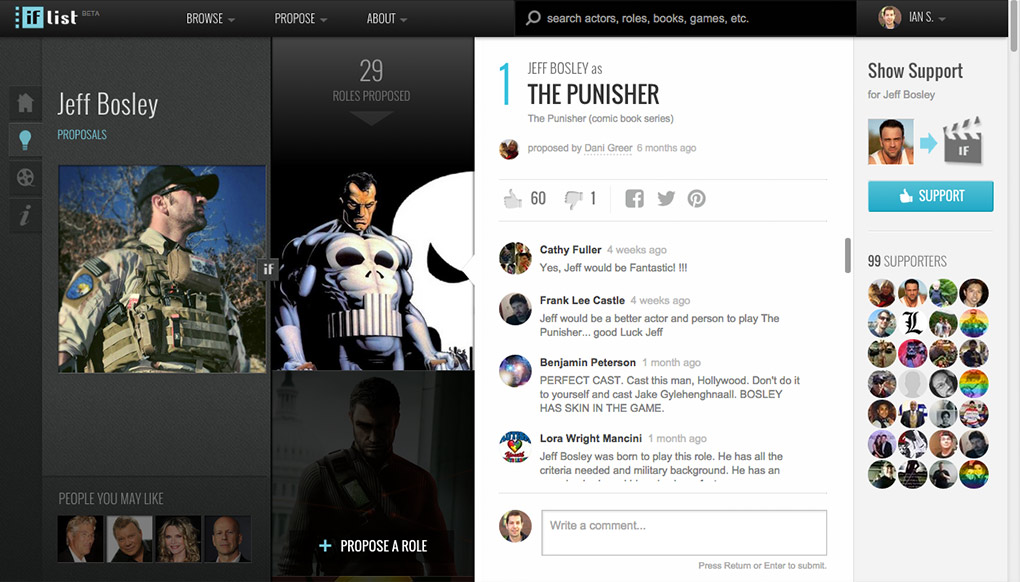 if list BETA
BROWSE
PROPOSE
ABOUT
search actors, roles, books, games, etc.
IAN S.
Jeff Bosley
PROPOSALS
if
PEOPLE YOU MAY LIKE
29
ROLES PROPOSED
+ PROPOSE A ROLE
1
JEFF BOSLEY as
THE PUNISHER
The Punisher (comic book series)
proposed by Dani Greer 6 months ago
60 1
Cathy Fuller 4 weeks ago
Yes, Jeff would be Fantastic! !!!
Frank Lee Castle 4 weeks ago
Jeff would be a better actor and person to play The
Punisher... good Luck Jeff
Benjamin Peterson 1 month ago
PERFECT CAST. Cast this man, Hollywood. Don't do it
to yourself and cast Jake Gylehenghnaall. BOSLEY
HAS SKIN IN THE GAME.
Lora Wright Mancini 1 month ago
Jeff Bosley was born to play this role. He has all the
criteria needed and military background. He has an
Write a comment...
Press Return or Enter to submit.
Show Support
for Jeff Bosley
IF
SUPPORT
99 SUPPORTERS
L